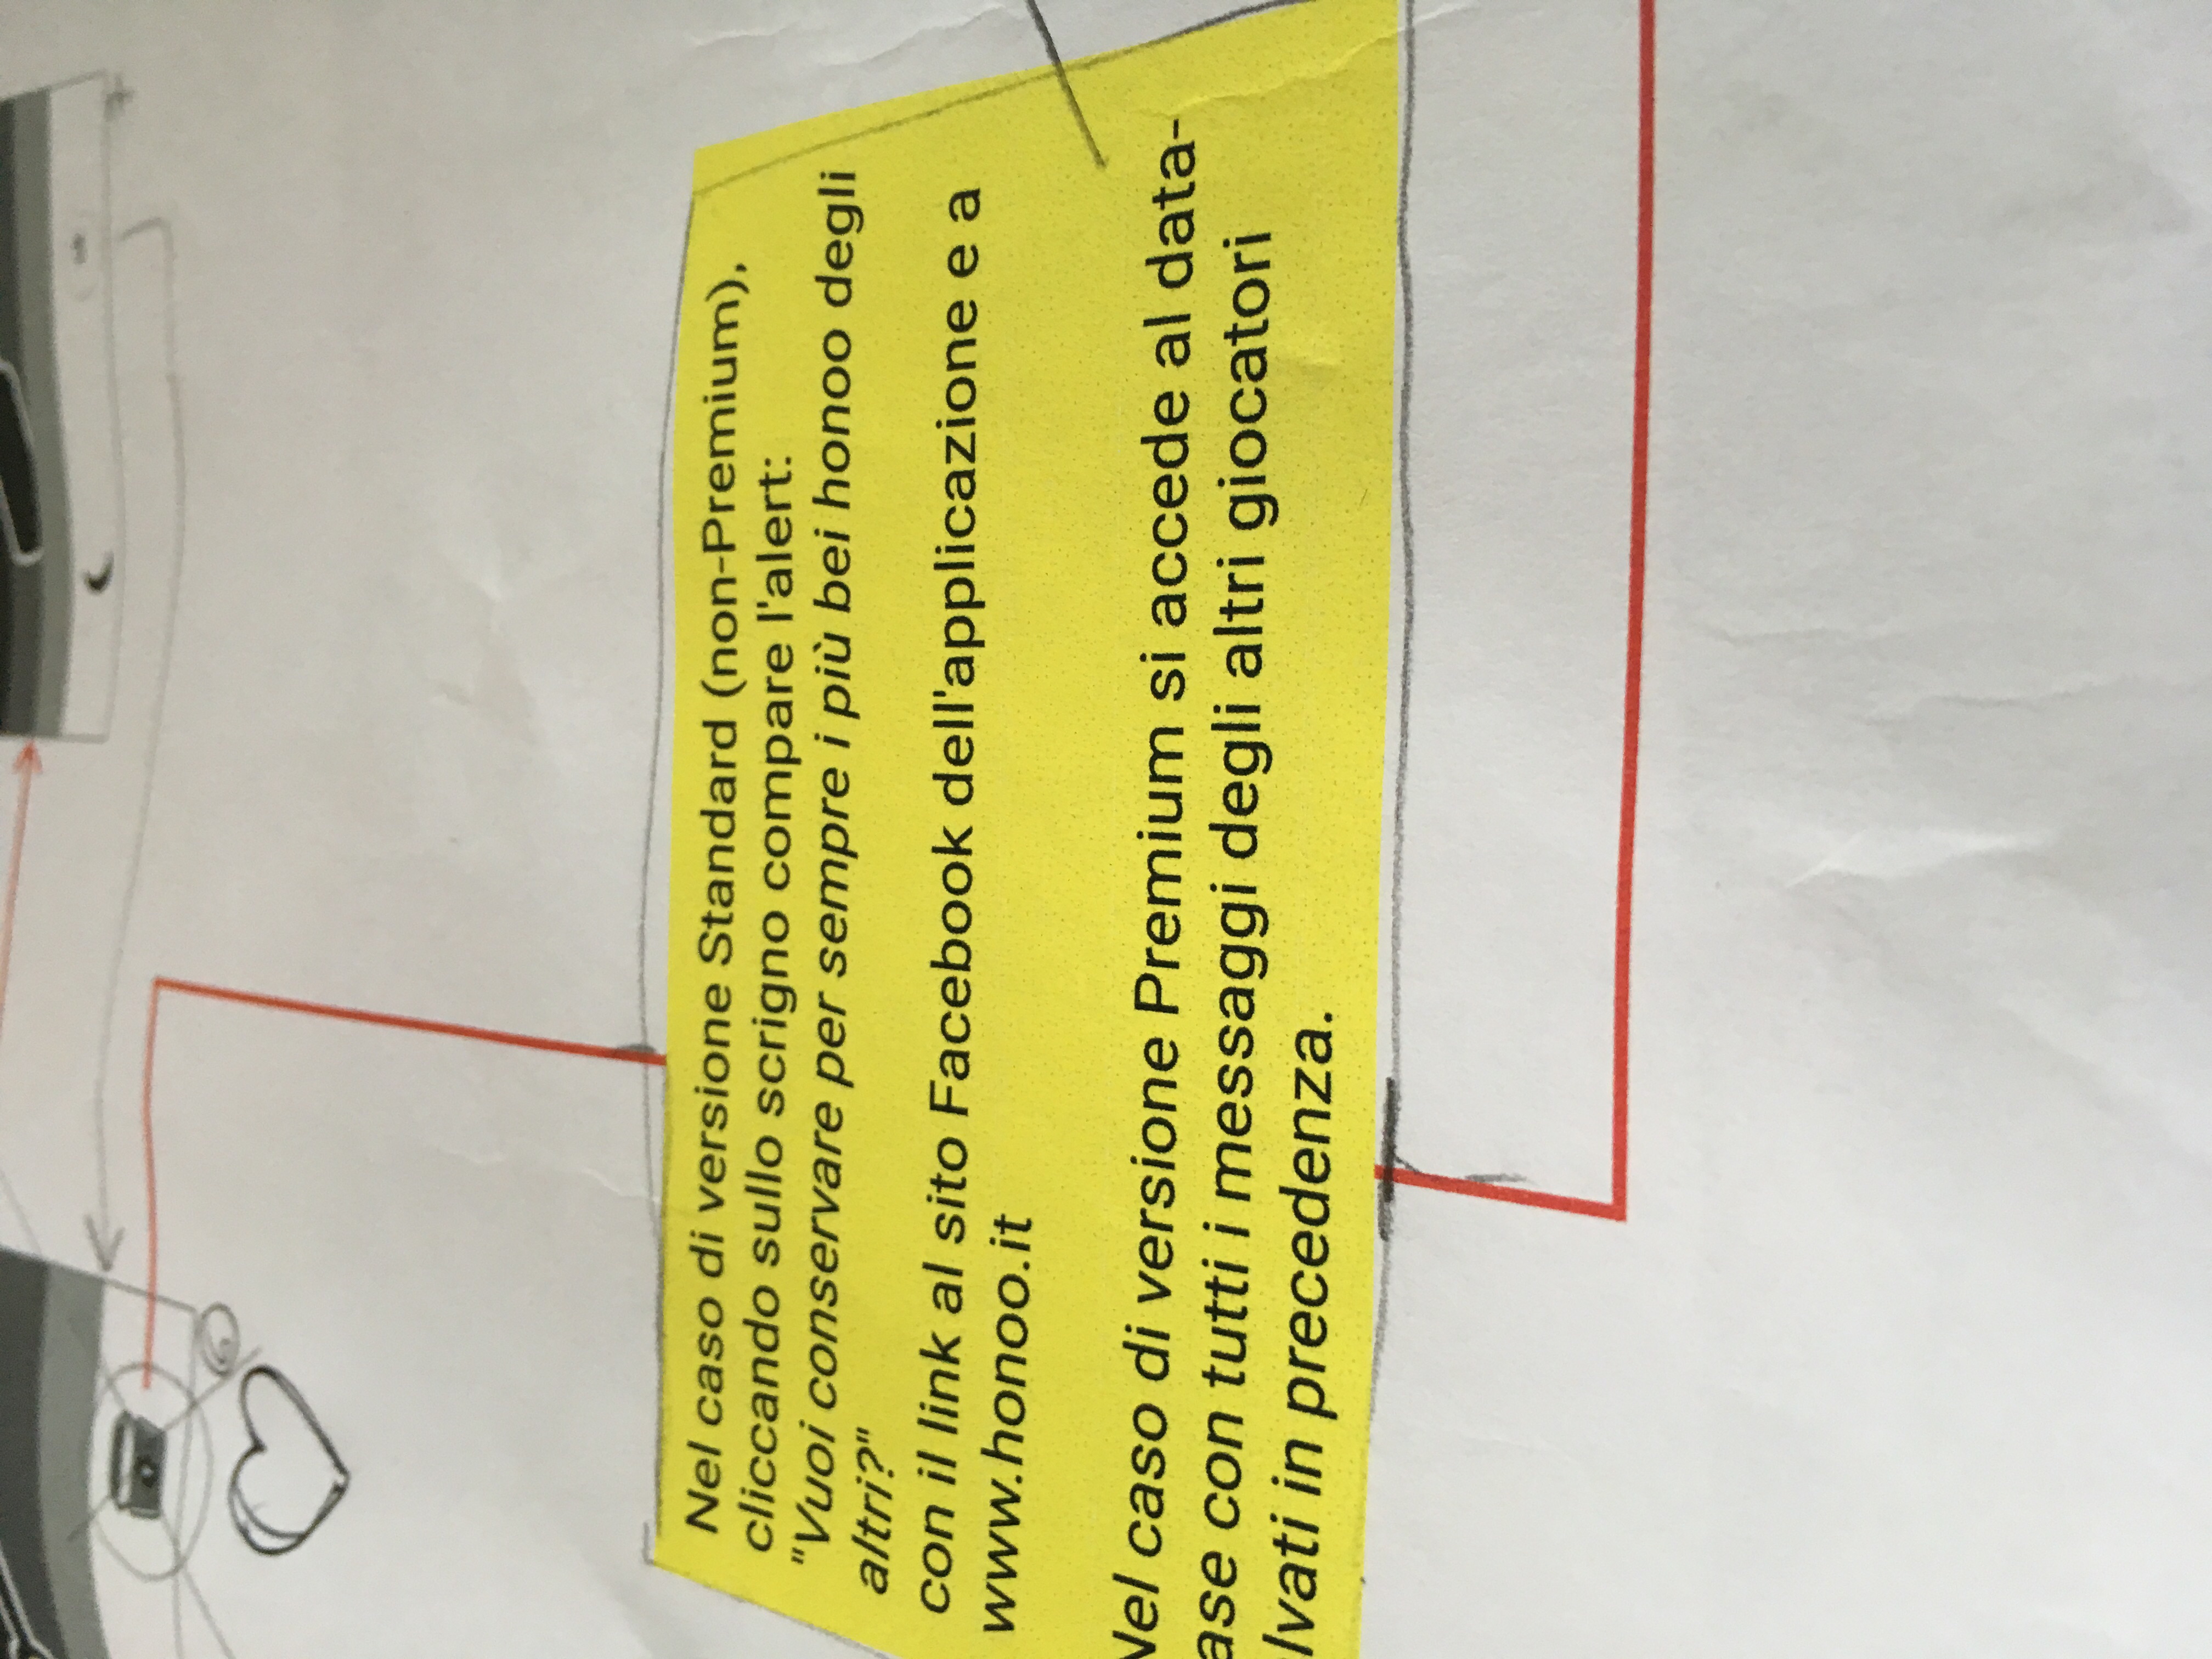 Nel caso di versione Standard (non-Premium),
cliccando sullo scrigno compare l'alert:
"Vuoi conservare per sempre i più bei honoo degli
altri?"
con il link al sito Facebook dell'applicazione e a
www.honoo.it
Nel caso di versione Premium si accede al data-
ase con tutti i messaggi degli altri giocatori
lvati in precedenza.